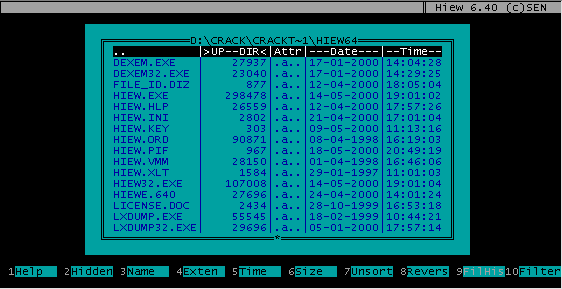 Hiew 6.40 (c)SEN
D:\CRACK\CRACKT~1\HIEW64
.. >UP--DIR< Attr ---Date--- --Time--
DEXEM.EXE 27937 .a.. 17-01-2000 14:04:28
DEXEM32.EXE 23040 .a.. 17-01-2000 14:29:25
FILE_ID.DIZ 877 .a.. 12-04-2000 18:05:04
HIEW.EXE 298478 .a.. 14-05-2000 19:01:02
HIEW.HLP 26559 .a.. 12-04-2000 17:57:26
HIEW.INI 2802 .a.. 21-04-2000 17:01:04
HIEW.KEY 303 .a.. 09-05-2000 11:13:16
HIEW.ORD 90871 .a.. 08-04-1998 16:19:03
HIEW.PIF 967 .a.. 18-05-2000 20:49:19
HIEW.VMM 28150 .a.. 01-04-1998 16:46:06
HIEW.XLT 1584 .a.. 29-01-1997 11:01:03
HIEW32.EXE 107008 .a.. 14-05-2000 19:01:04
HIEWE.640 27696 .a.. 24-04-2000 14:01:24
LICENSE.DOC 2434 .a.. 28-10-1999 16:53:18
LXDUMP.EXE 55545 .a.. 18-02-1999 10:44:21
LXDUMP32.EXE 29696 .a.. 05-01-2000 17:57:14
*
1Help 2Hidden 3Name 4Exten 5Time 6Size 7Unsort 8Revers 9FilHis 10Filter